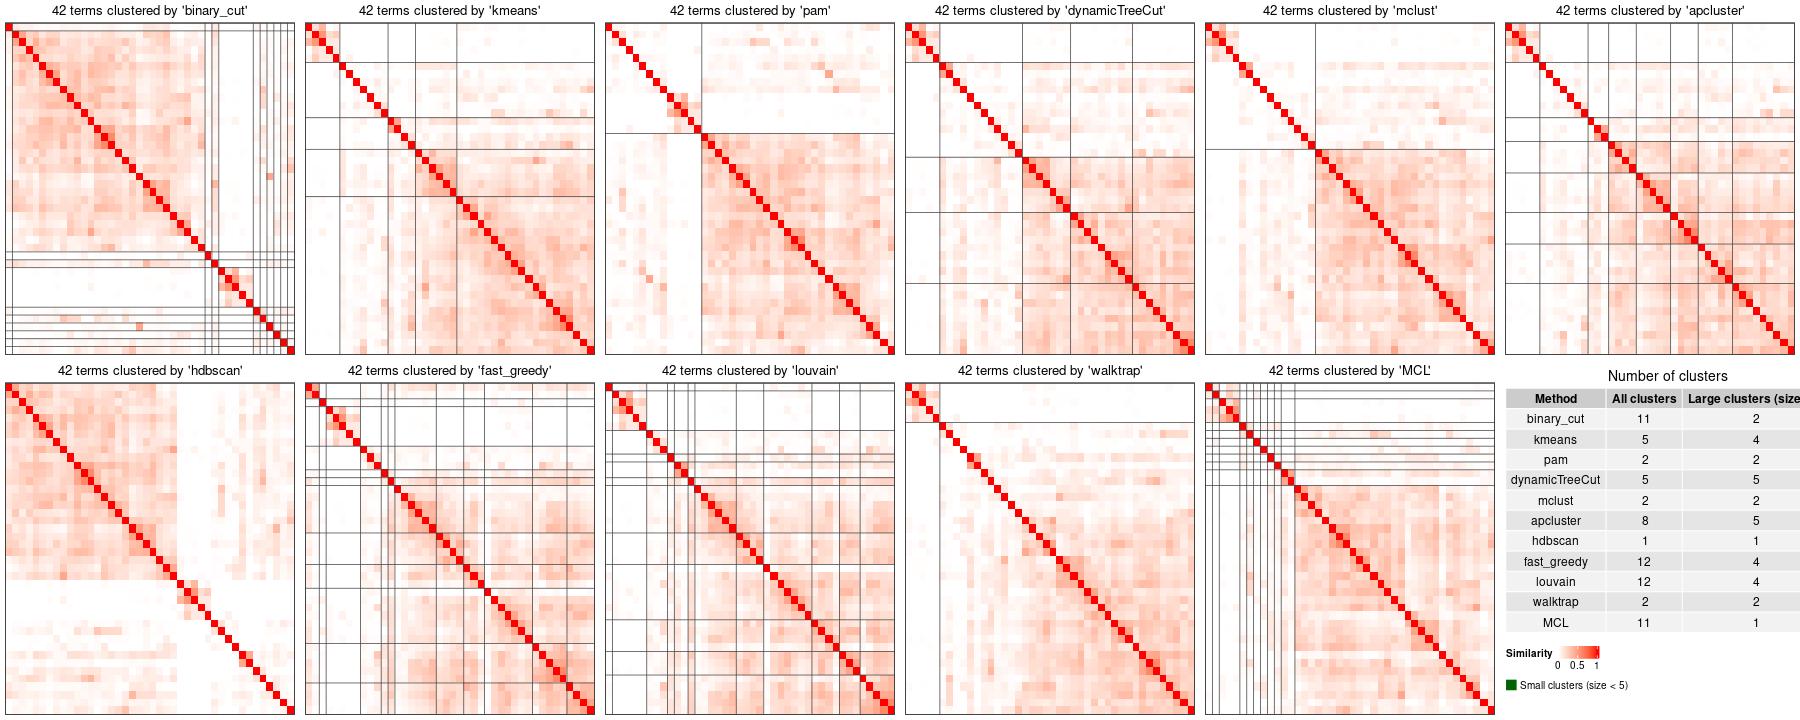 42 terms clustered by 'binary_cut'
42 terms clustered by 'kmeans'
42 terms clustered by 'pam'
42 terms clustered by 'dynamicTreeCut'
42 terms clustered by 'mclust'
42 terms clustered by 'apcluster'
42 terms clustered by 'hdbscan'
42 terms clustered by 'fast_greedy'
42 terms clustered by 'louvain'
42 terms clustered by 'walktrap'
42 terms clustered by 'MCL'
Number of clusters
Method All clusters Large clusters (size
binary_cut 11 2
kmeans 5 4
pam 2 2
dynamicTreeCut 5 5
mclust 2 2
apcluster 8 5
hdbscan 1 1
fast_greedy 12 4
louvain 12 4
walktrap 2 2
MCL 11 1
Similarity
0 0.5 1
Small clusters (size < 5)